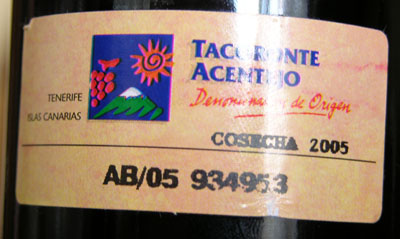 TACORONTE
ACENTEJO
Denominación de Origen
TENERIFE
ISLAS CANARIAS
COSECHA 2005
AB/05 934953